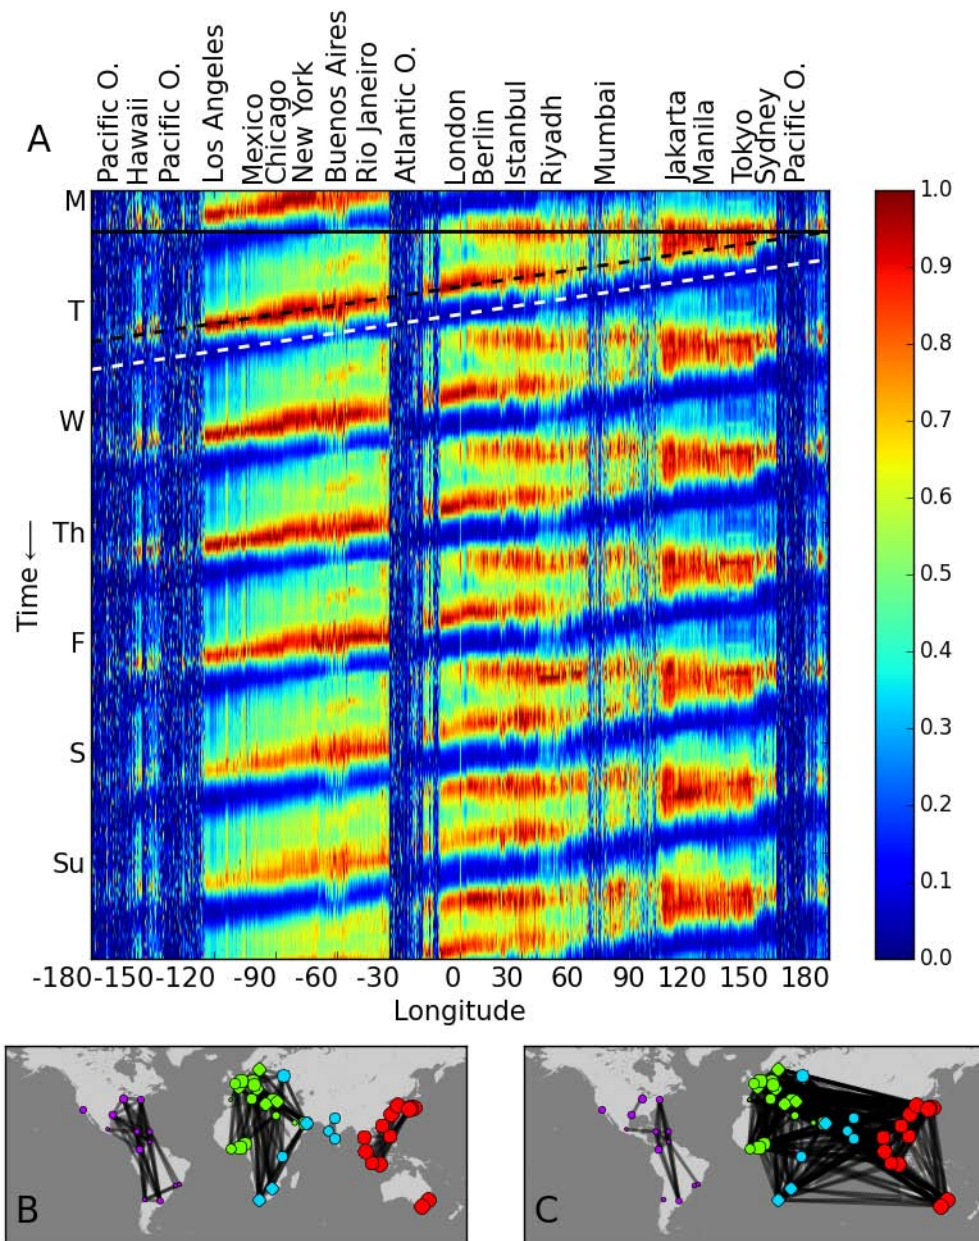 A
Pacific O.
Hawaii
Pacific O.
Los Angeles
Mexico
Chicago
New York
Buenos Aires
Rio Janeiro
Atlantic O.
London
Berlin
Istanbul
Riyadh
Mumbai
Jakarta
Manila
Tokyo
Sydney
Pacific O.
M
T
W
Th
F
S
Su
Time ←
1.0
0.9
0.8
0.7
0.6
0.5
0.4
0.3
0.2
0.1
0.0
-180 -150 -120 -90 -60 -30 0 30 60 90 120 150 180
Longitude
B
C